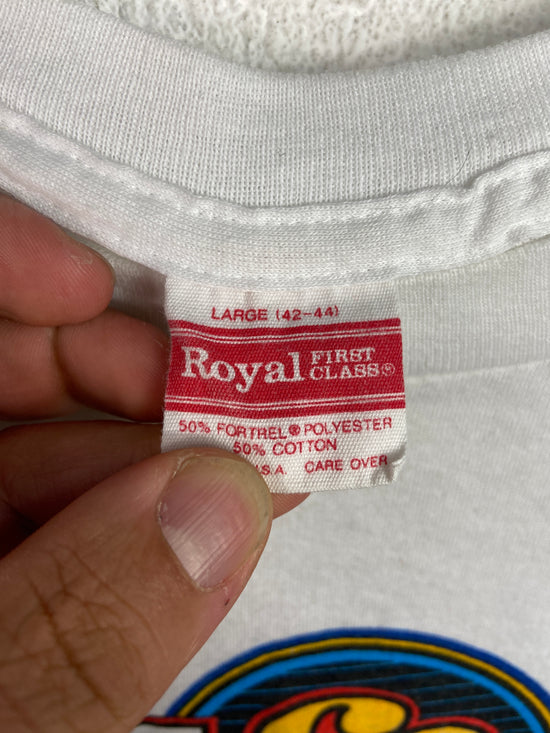 LARGE (42-44)
Royal FIRST CLASS®
50% FORTREL® POLYESTER
50% COTTON
U.S.A CARE OVER